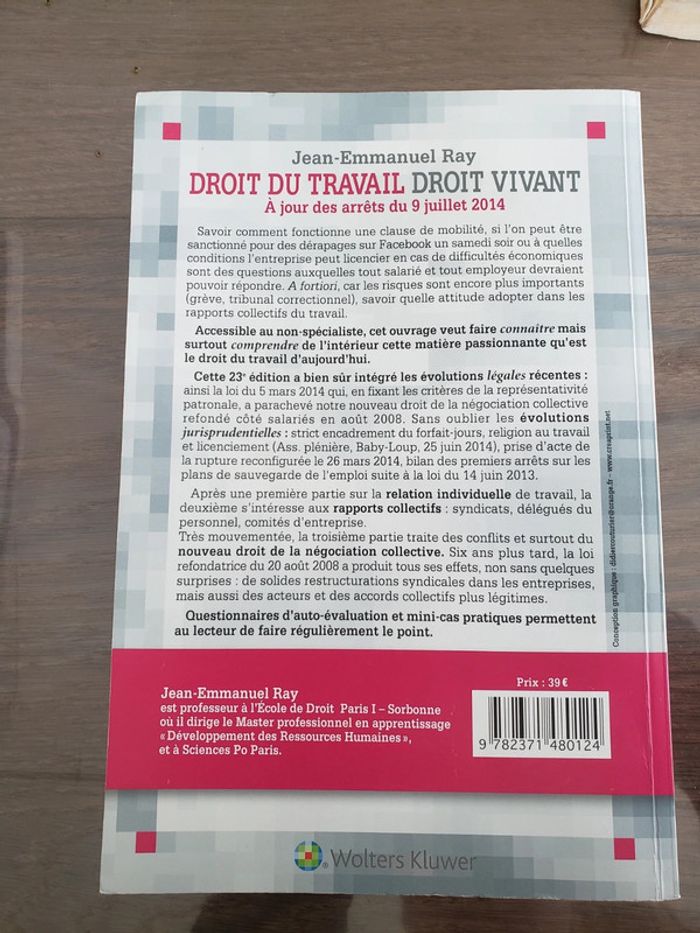 Jean-Emmanuel Ray
DROIT DU TRAVAIL DROIT VIVANT
À jour des arrêts du 9 juillet 2014
Savoir comment fonctionne une clause de mobilité, si l'on peut être
sanctionné pour des dérapages sur Facebook un samedi soir ou à quelles
conditions l'entreprise peut licencier en cas de difficultés économiques
sont des questions auxquelles tout salarié et tout employeur devraient
pouvoir répondre. A fortiori, car les risques sont encore plus importants
(grève, tribunal correctionnel), savoir quelle attitude adopter dans les
rapports collectifs du travail.
Accessible au non-spécialiste, cet ouvrage veut faire connaître mais
surtout comprendre de l'intérieur cette matière passionnante qu'est
le droit du travail d'aujourd'hui.
Cette 23e édition a bien sûr intégré les évolutions légales récentes :
ainsi la loi du 5 mars 2014 qui, en fixant les critères de la représentativité
patronale, a parachevé notre nouveau droit de la négociation collective
refondé côté salariés en août 2008. Sans oublier les évolutions
jurisprudentielles : strict encadrement du forfait-jours, religion au travail
et licenciement (Ass. plénière, Baby-Loup, 25 juin 2014), prise d'acte de
la rupture reconfigurée le 26 mars 2014, bilan des premiers arrêts sur les
plans de sauvegarde de l'emploi suite à la loi du 14 juin 2013.
Après une première partie sur la relation individuelle de travail, la
deuxième s'intéresse aux rapports collectifs : syndicats, délégués du
personnel, comités d'entreprise.
Très mouvementée, la troisième partie traite des conflits et surtout du
nouveau droit de la négociation collective. Six ans plus tard, la loi
refondatrice du 20 août 2008 a produit tous ses effets, non sans quelques
surprises : de solides restructurations syndicales dans les entreprises,
mais aussi des acteurs et des accords collectifs plus légitimes.
Questionnaires d'auto-évaluation et mini-cas pratiques permettent
au lecteur de faire régulièrement le point.
Conception graphique : didiercouturier@orange.fr - www.creaprint.net
Jean-Emmanuel Ray
est professeur à l'École de Droit Paris I – Sorbonne
où il dirige le Master professionnel en apprentissage
« Développement des Ressources Humaines »,
et à Sciences Po Paris.
Prix : 39 €
9 782371 480124
Wolters Kluwer